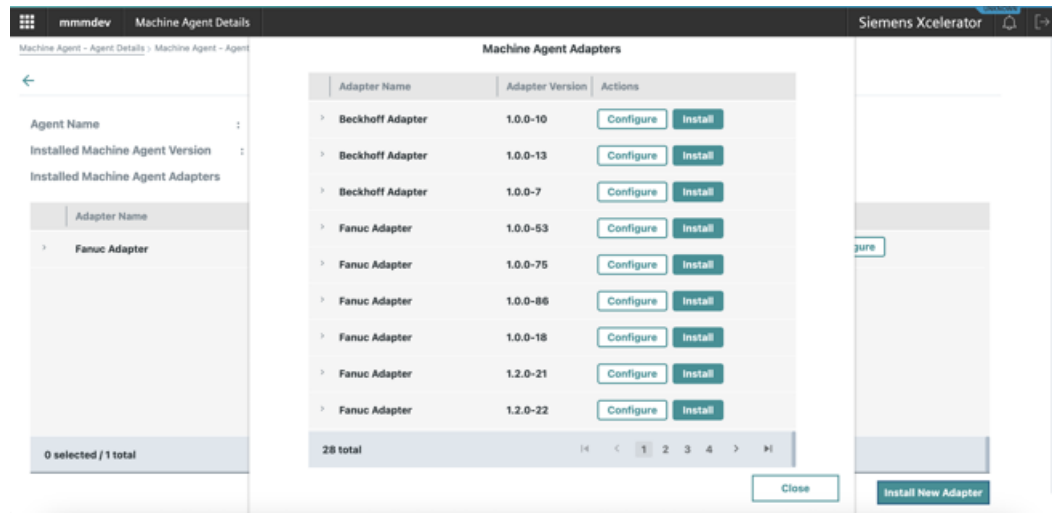 mmmdev Machine Agent Details Siemens Xcelerator
Machine Agent - Agent Details > Machine Agent - Agent
Machine Agent Adapters
Agent Name :
Installed Machine Agent Version :
Installed Machine Agent Adapters
Adapter Name
Fanuc Adapter
gure
0 selected / 1 total
Adapter Name Adapter Version Actions
Beckhoff Adapter 1.0.0-10 Configure Install
Beckhoff Adapter 1.0.0-13 Configure Install
Beckhoff Adapter 1.0.0-7 Configure Install
Fanuc Adapter 1.0.0-53 Configure Install
Fanuc Adapter 1.0.0-75 Configure Install
Fanuc Adapter 1.0.0-86 Configure Install
Fanuc Adapter 1.0.0-18 Configure Install
Fanuc Adapter 1.2.0-21 Configure Install
Fanuc Adapter 1.2.0-22 Configure Install
28 total 1 2 3 4
Close
Install New Adapter